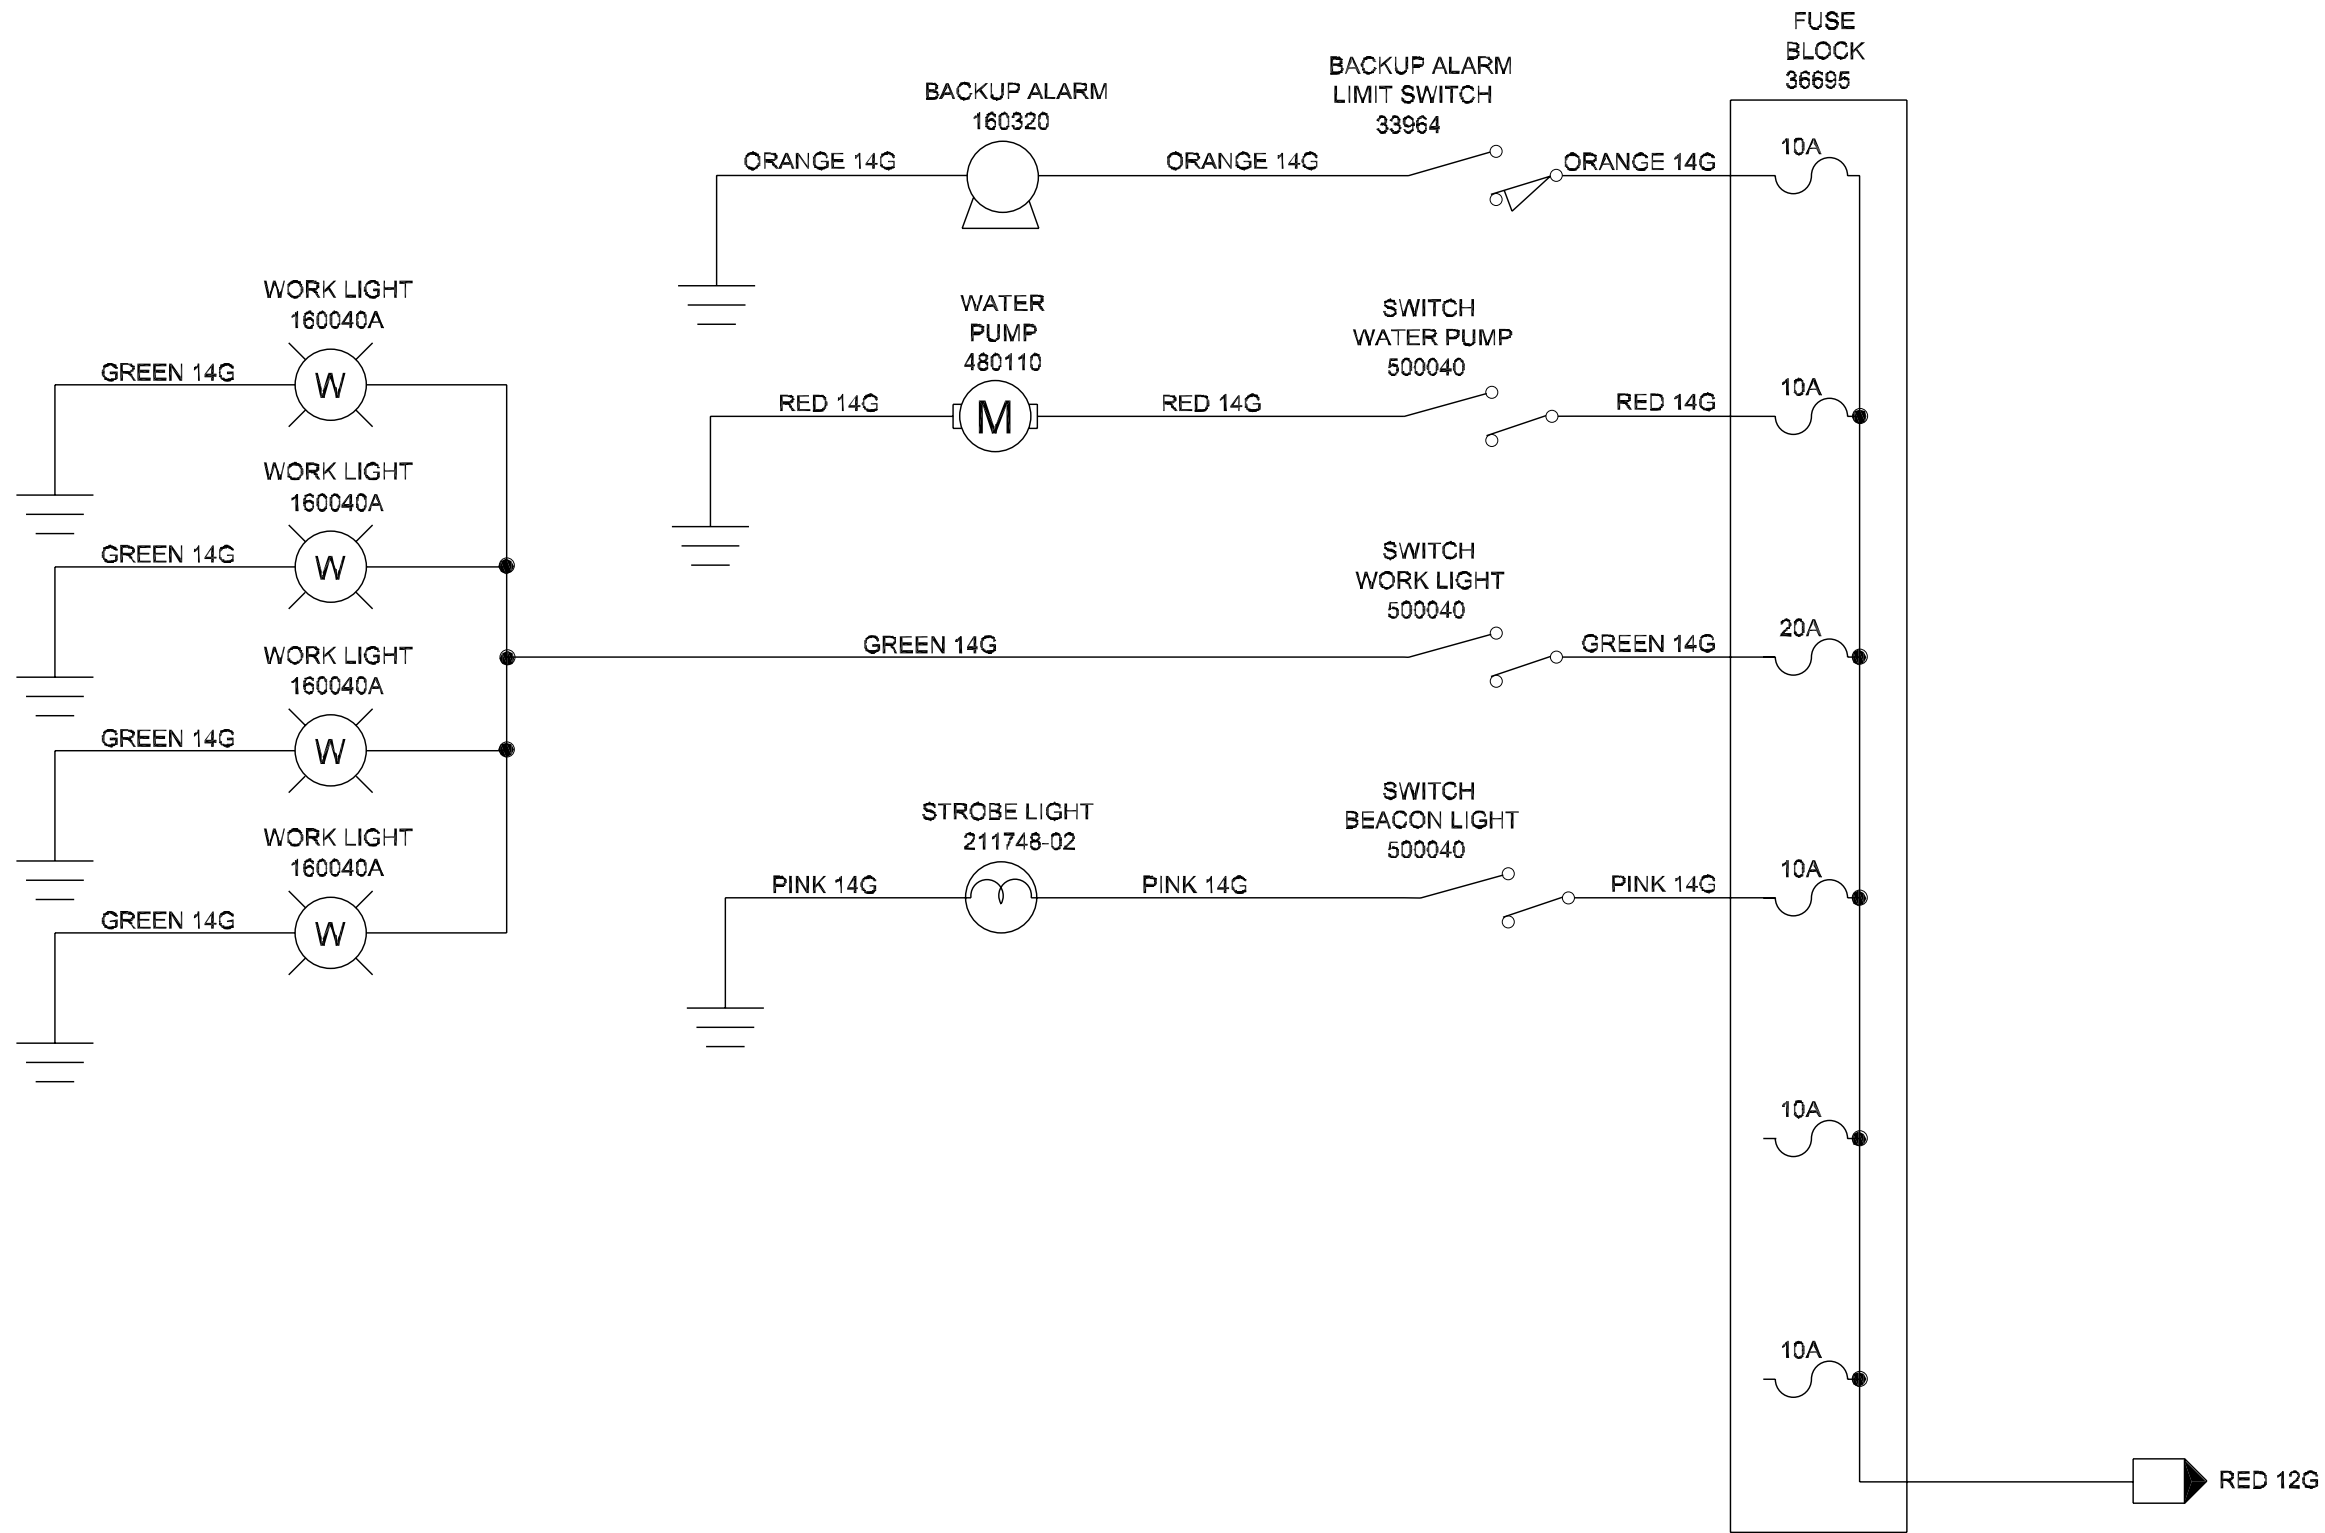 FUSE
BLOCK
36695
BACKUP ALARM
160320
BACKUP ALARM
LIMIT SWITCH
33964
ORANGE 14G
ORANGE 14G
ORANGE 14G
10A
WORK LIGHT
160040A
GREEN 14G
W
WATER
PUMP
480110
SWITCH
WATER PUMP
500040
RED 14G
M
RED 14G
RED 14G
10A
WORK LIGHT
160040A
GREEN 14G
W
SWITCH
WORK LIGHT
500040
GREEN 14G
GREEN 14G
20A
WORK LIGHT
160040A
GREEN 14G
W
WORK LIGHT
160040A
GREEN 14G
W
STROBE LIGHT
211748-02
SWITCH
BEACON LIGHT
500040
PINK 14G
PINK 14G
PINK 14G
10A
10A
10A
RED 12G